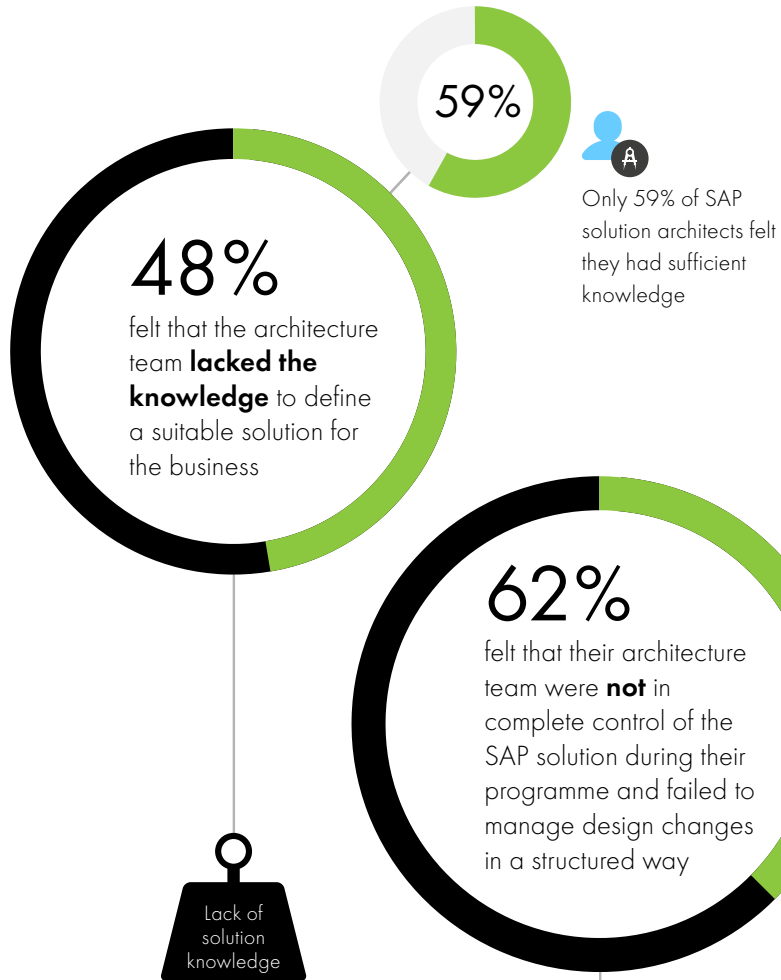 59%
Only 59% of SAP
solution architects felt
they had sufficient
knowledge
48%
felt that the architecture
team lacked the
knowledge to define
a suitable solution for
the business
62%
felt that their architecture
team were not in
complete control of the
SAP solution during their
programme and failed to
manage design changes
in a structured way
Lack of
solution
knowledge